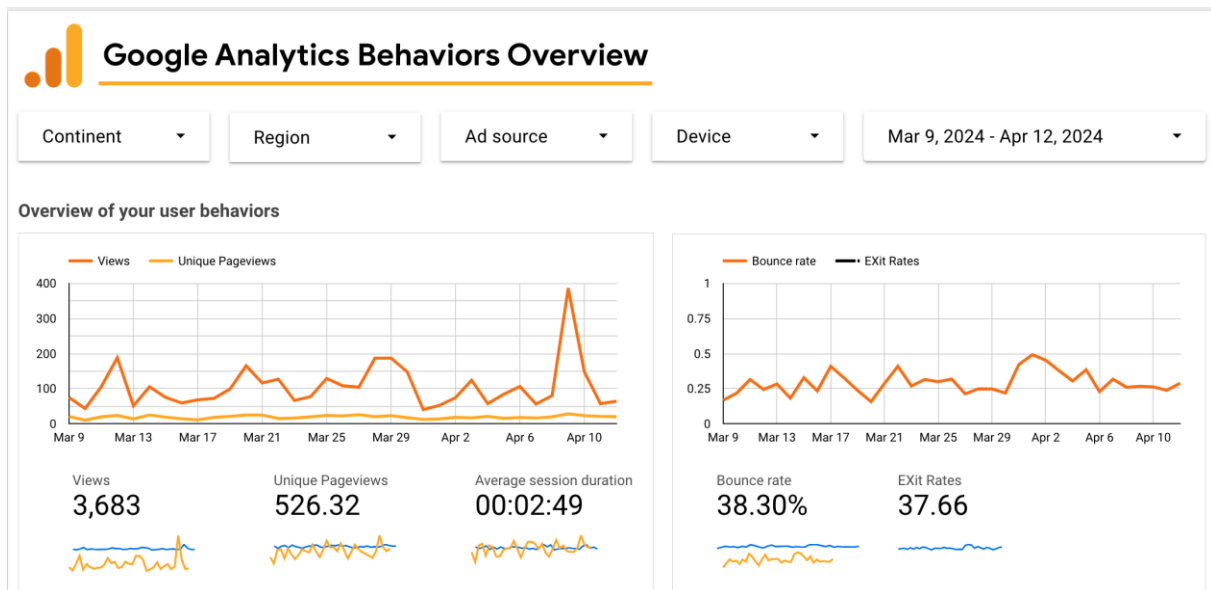 Google Analytics Behaviors Overview
Continent Region Ad source Device Mar 9, 2024 - Apr 12, 2024
Overview of your user behaviors
Views Unique Pageviews
400
300
200
100
0
Mar 9 Mar 13 Mar 17 Mar 21 Mar 25 Mar 29 Apr 2 Apr 6 Apr 10
Views Unique Pageviews Average session duration
3,683 526.32 00:02:49
Bounce rate EXit Rates
1
0.75
0.5
0.25
0
Mar 9 Mar 13 Mar 17 Mar 21 Mar 25 Mar 29 Apr 2 Apr 6 Apr 10
Bounce rate EXit Rates
38.30% 37.66